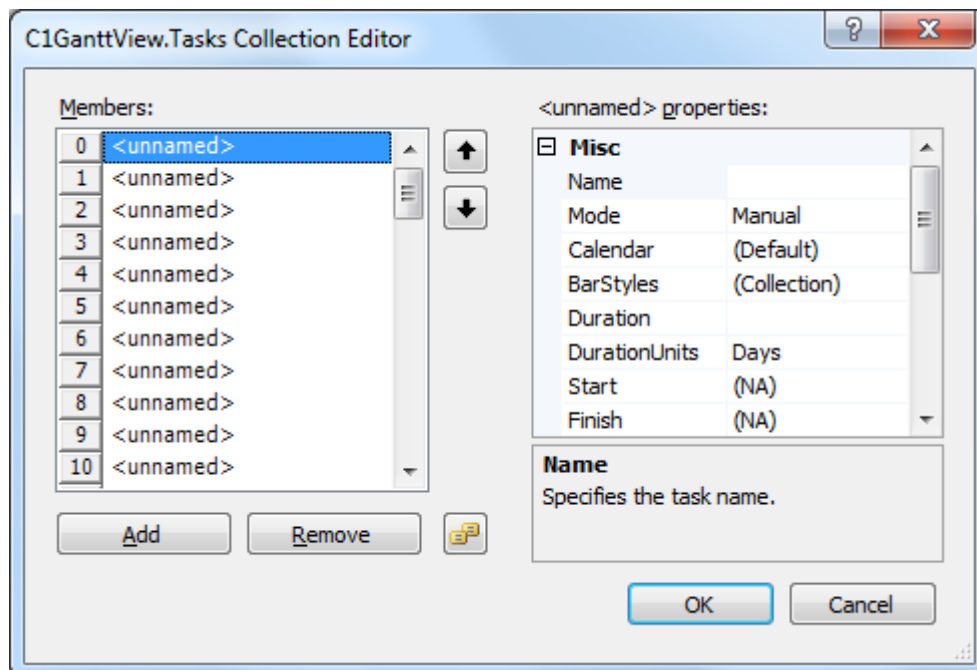 C1GanttView.Tasks Collection Editor
Members:
0 <unnamed>
1 <unnamed>
2 <unnamed>
3 <unnamed>
4 <unnamed>
5 <unnamed>
6 <unnamed>
7 <unnamed>
8 <unnamed>
9 <unnamed>
10 <unnamed>
Add Remove
<unnamed> properties:
Misc
Name
Mode Manual
Calendar (Default)
BarStyles (Collection)
Duration
DurationUnits Days
Start (NA)
Finish (NA)
Name
Specifies the task name.
OK Cancel